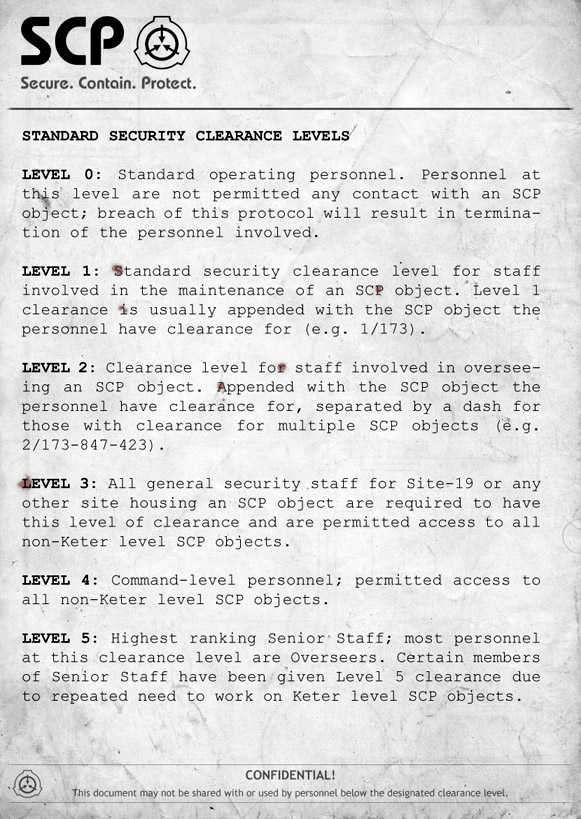 SCP
Secure. Contain. Protect.
STANDARD SECURITY CLEARANCE LEVELS
LEVEL 0: Standard operating personnel. Personnel at
this level are not permitted any contact with an SCP
object; breach of this protocol will result in termina-
tion of the personnel involved.
LEVEL 1: Standard security clearance level for staff
involved in the maintenance of an SCP object. Level 1
clearance is usually appended with the SCP object the
personnel have clearance for (e.g. 1/173).
LEVEL 2: Clearance level for staff involved in oversee-
ing an SCP object. Appended with the SCP object the
personnel have clearance for, separated by a dash for
those with clearance for multiple SCP objects (e.g.
2/173-847-423).
LEVEL 3: All general security staff for Site-19 or any
other site housing an SCP object are required to have
this level of clearance and are permitted access to all
non-Keter level SCP objects.
LEVEL 4: Command-level personnel; permitted access to
all non-Keter level SCP objects.
LEVEL 5: Highest ranking Senior Staff; most personnel
at this clearance level are Overseers. Certain members
of Senior Staff have been given Level 5 clearance due
to repeated need to work on Keter level SCP objects.
CONFIDENTIAL!
This document may not be shared with or used by personnel below the designated clearance level.